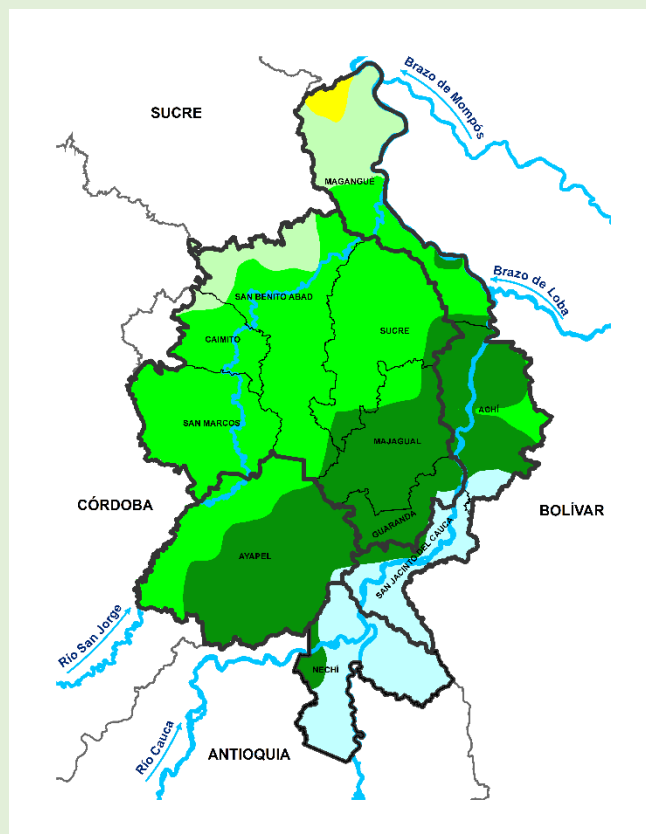 Brazo de Mompós
SUCRE
MAGANGUÉ
Brazo de Loba
SAN BENITO ABAD
SUCRE
CAIMITO
ACHÍ
SAN MARCOS
MAJAGUAL
CÓRDOBA
BOLÍVAR
GUARANDA
AYAPEL
SAN JACINTO DEL CAUCA
Río San Jorge
NECHÍ
Río Cauca
ANTIOQUIA